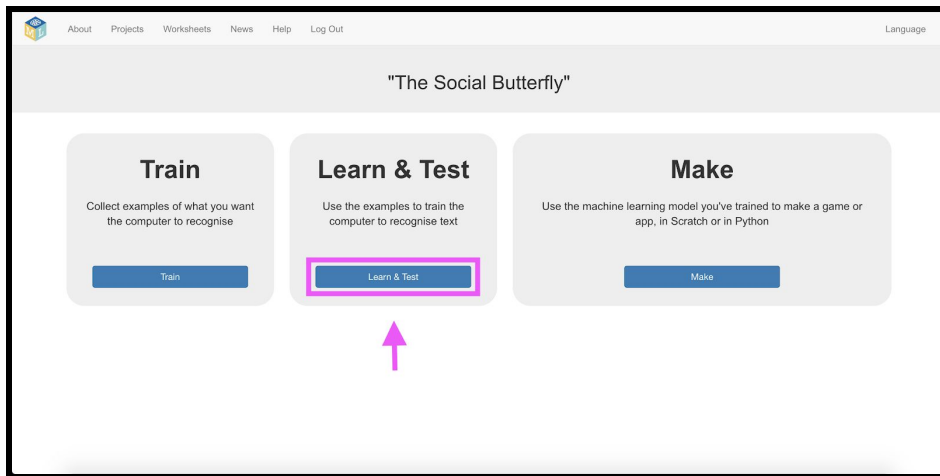 About Projects Worksheets News Help Log Out Language
"The Social Butterfly"
Train
Collect examples of what you want
the computer to recognise
Train
Learn & Test
Use the examples to train the
computer to recognise text
Learn & Test
Make
Use the machine learning model you've trained to make a game or
app, in Scratch or in Python
Make